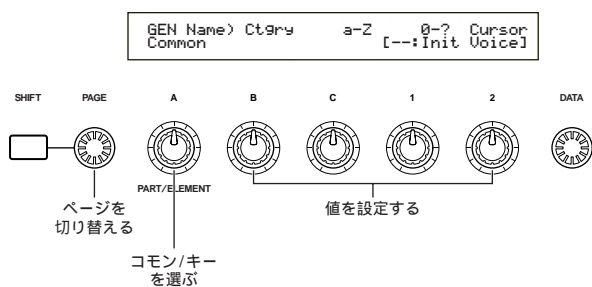 GEN Name) Ctgry a-Z 0-? Cursor
Common [--:Init Voice]
SHIFT PAGE A B C 1 2 DATA
PART/ELEMENT
ページを
切り替える
値を設定する
コモン/キー
を選ぶ